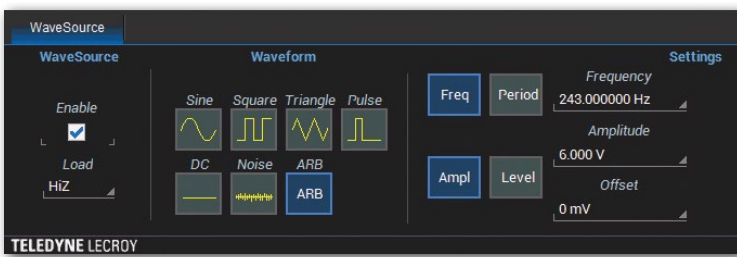 WaveSource
WaveSource
Waveform
Settings
Enable
Load
HiZ
Sine Square Triangle Pulse
DC Noise ARB
ARB
Freq Period
Frequency
243.000000 Hz
Amplitude
6.000 V
Ampl Level
Offset
0 mV
TELEDYNE LECROY